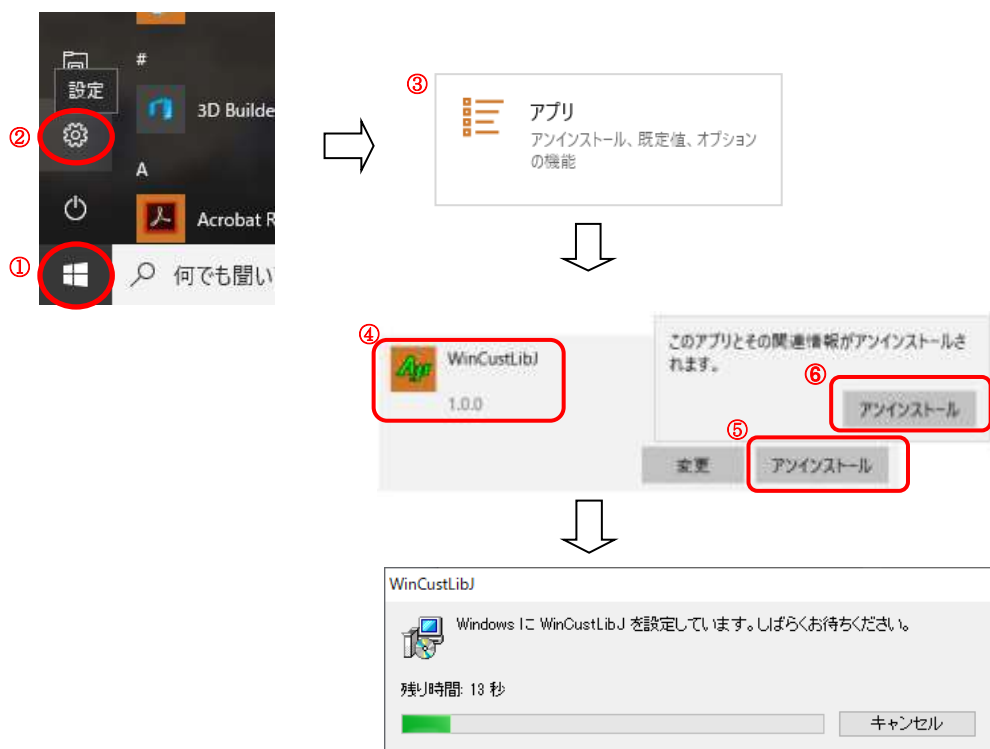 #
設定
3D Builde
②
A
Acrobat R
①
何でも聞い
③
アプリ
アンインストール、既定値、オプション
の機能
④
WinCustLibJ
1.0.0
このアプリとその関連情報がアンインストールさ
れます。
⑥
アンインストール
⑤
変更
アンインストール
WinCustLibJ
Windows に WinCustLibJ を設定しています。しばらくお待ちください。
残り時間: 13 秒
キャンセル